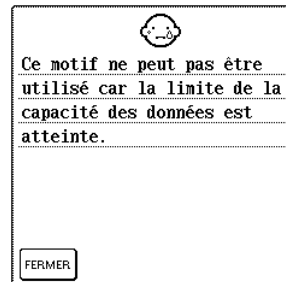 Ce motif ne peut pas être
utilisé car la limite de la
capacité des données est
atteinte.
FERMER